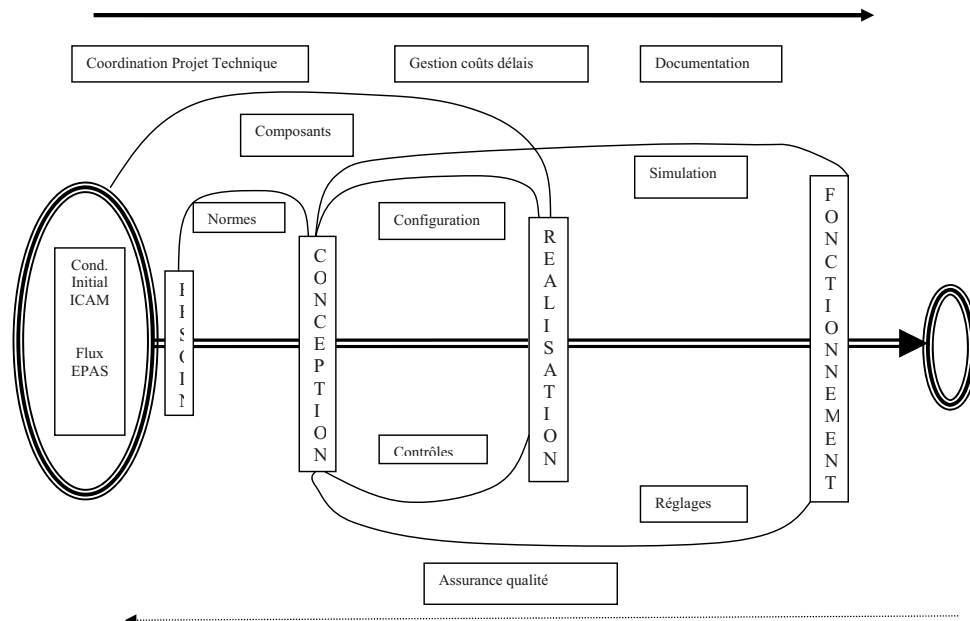 Coordination Projet Technique
Gestion coûts délais
Documentation
Composants
Simulation
Normes
Configuration
Cond.
Initial
ICAM
Flux
EPAS
BESOIN
CONCEPTION
REALISATION
FONCTIONNEMENT
Contrôles
Réglages
Assurance qualité